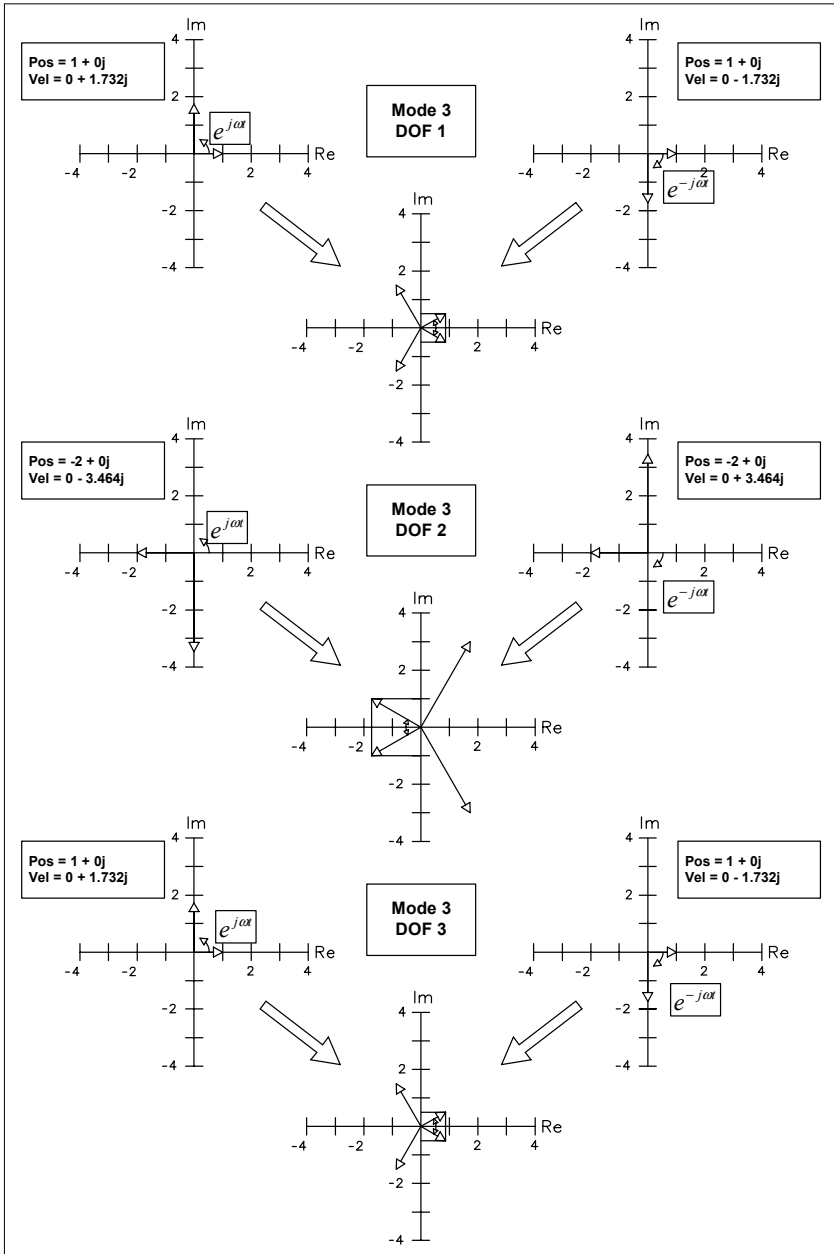 Im
Im
4
4
Pos = 1 + 0j
Vel = 0 + 1.732j
Pos = 1 + 0j
Vel = 0 - 1.732j
2
2
Mode 3
DOF 1
e^{jωt}
Re
Re
-4
-2
2
4
-4
-2
2
4
e^{-jωt}
-2
-2
Im
-4
4
-4
2
Re
-4
-2
2
4
-2
-4
Im
Im
4
4
Pos = -2 + 0j
Vel = 0 - 3.464j
Pos = -2 + 0j
Vel = 0 + 3.464j
2
2
Mode 3
DOF 2
e^{jωt}
Re
Re
-4
-2
2
4
-4
-2
2
4
e^{-jωt}
-2
-2
Im
-4
4
-4
2
Re
-4
-2
2
4
-2
-4
Im
Im
4
4
Pos = 1 + 0j
Vel = 0 + 1.732j
Pos = 1 + 0j
Vel = 0 - 1.732j
2
2
Mode 3
DOF 3
e^{jωt}
Re
Re
-4
-2
2
4
-4
-2
2
4
e^{-jωt}
-2
-2
Im
-4
4
-4
2
Re
-4
-2
2
4
-2
-4